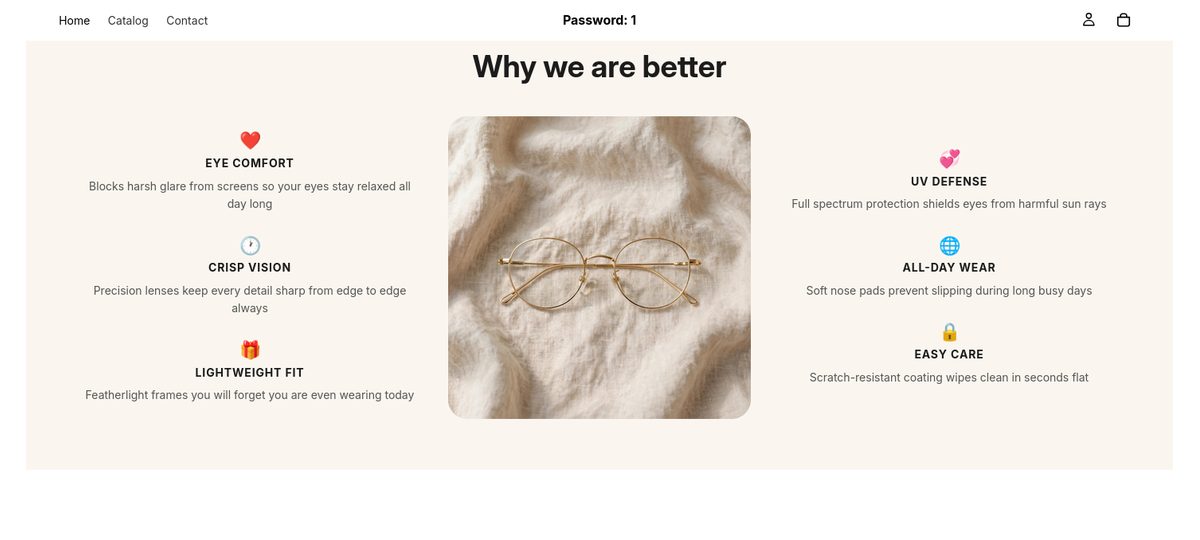 Home Catalog Contact
Password: 1
Why we are better
EYE COMFORT
Blocks harsh glare from screens so your eyes stay relaxed all
day long
CRISP VISION
Precision lenses keep every detail sharp from edge to edge
always
LIGHTWEIGHT FIT
Featherlight frames you will forget you are even wearing today
UV DEFENSE
Full spectrum protection shields eyes from harmful sun rays
ALL-DAY WEAR
Soft nose pads prevent slipping during long busy days
EASY CARE
Scratch-resistant coating wipes clean in seconds flat